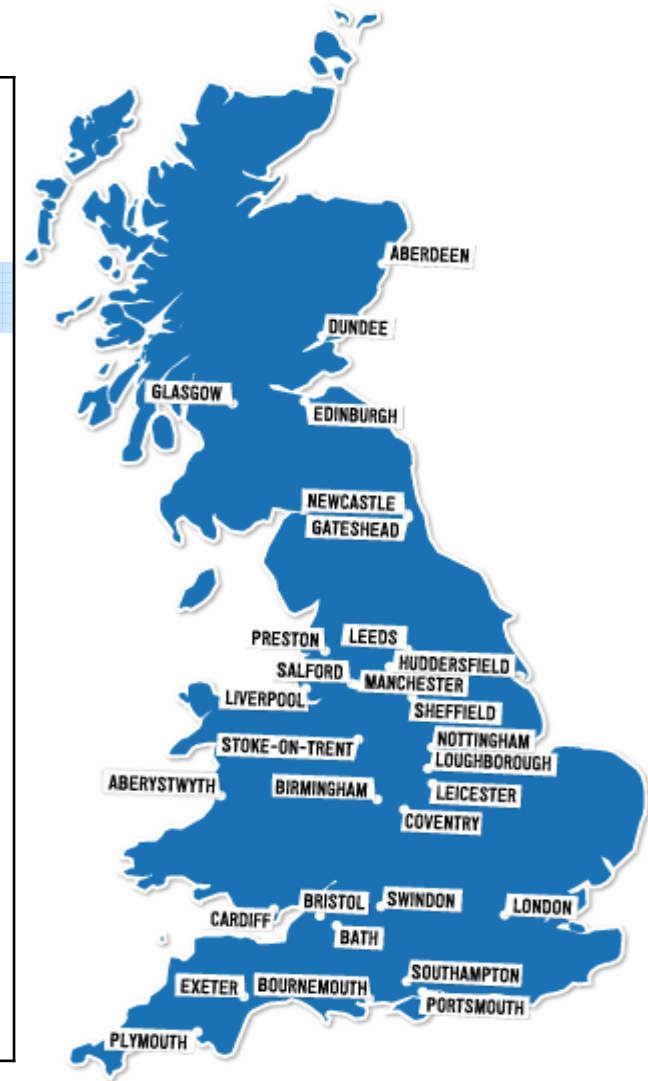 ABERDEEN
DUNDEE
GLASGOW
EDINBURGH
NEWCASTLE
GATESHEAD
PRESTON
LEEDS
HUDDERSFIELD
SALFORD
MANCHESTER
LIVERPOOL
SHEFFIELD
STOKE-ON-TRENT
NOTTINGHAM
LOUGHBOROUGH
ABERYSTWYTH
BIRMINGHAM
LEICESTER
COVENTRY
BRISTOL
SWINDON
LONDON
CARDIFF
BATH
SOUTHAMPTON
EXETER
BOURNEMOUTH
PORTSMOUTH
PLYMOUTH